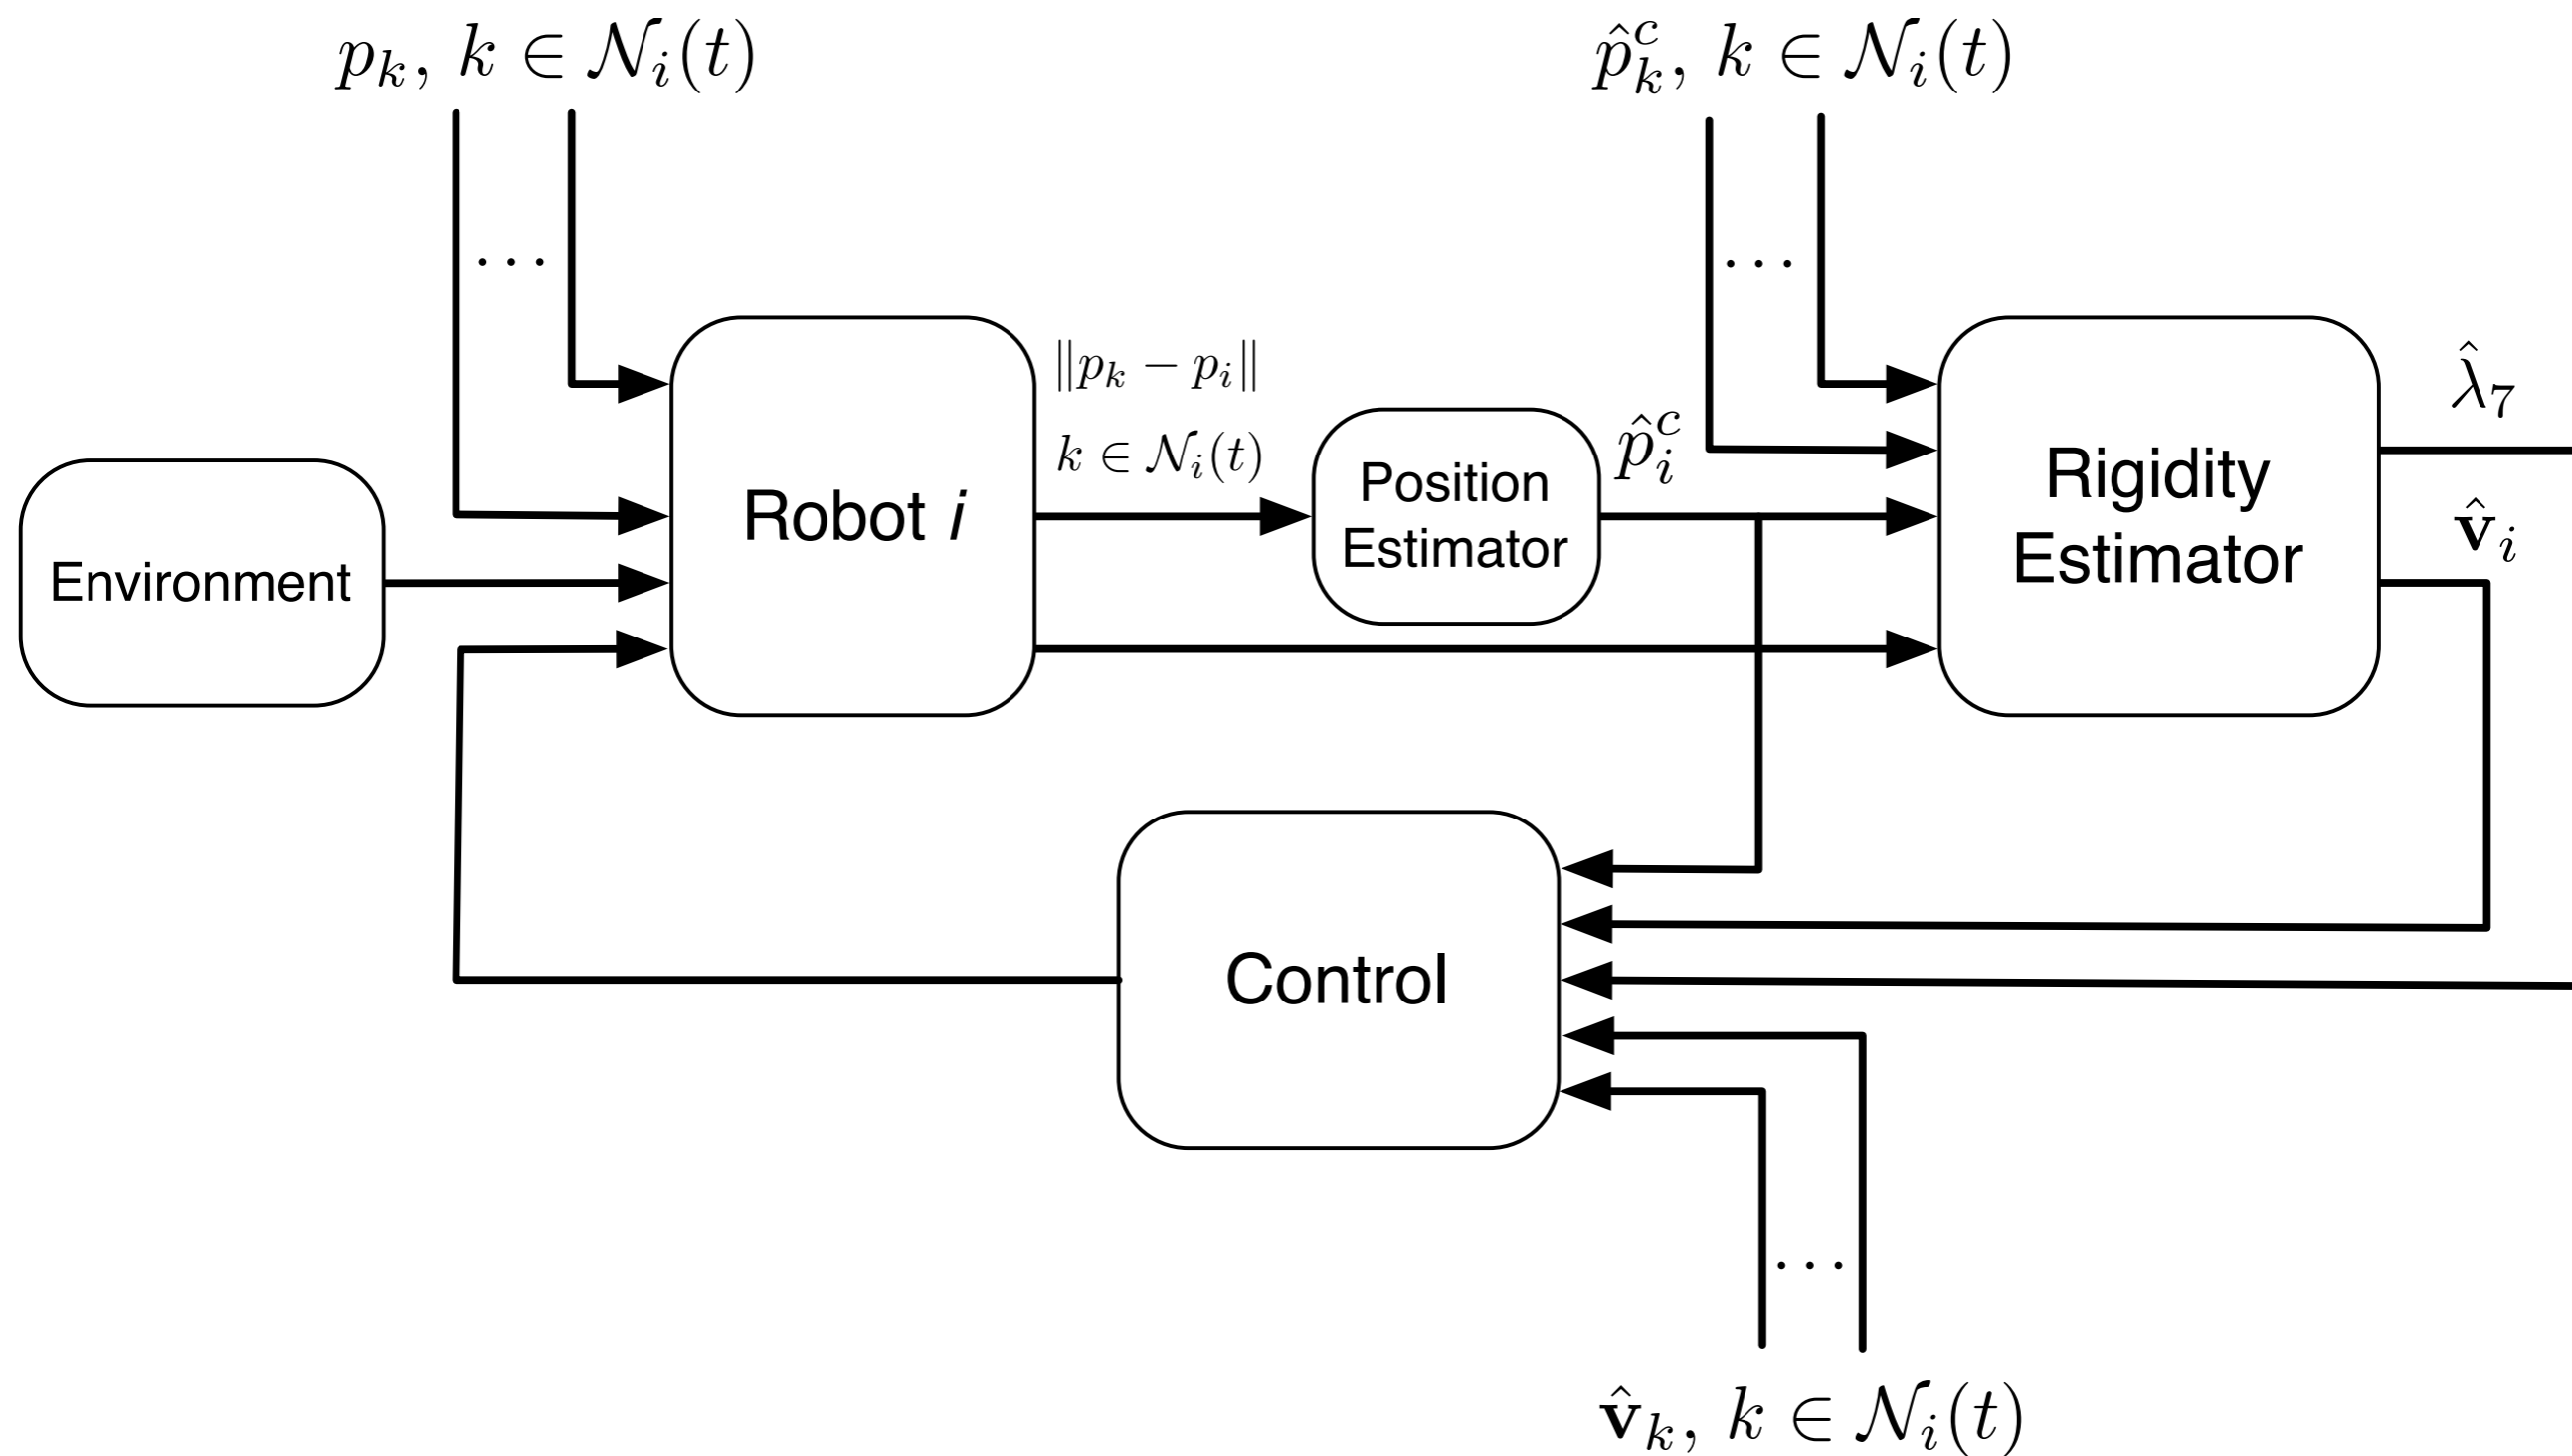 p_k, k ∈ 𝒩_i(t)
p̂_k^c, k ∈ 𝒩_i(t)
...
...
‖p_k − p_i‖
k ∈ 𝒩_i(t)
λ̂_7
p̂_i^c
Rigidity
Estimator
Position
Estimator
Robot i
v̂_i
Environment
Control
...
v̂_k, k ∈ 𝒩_i(t)